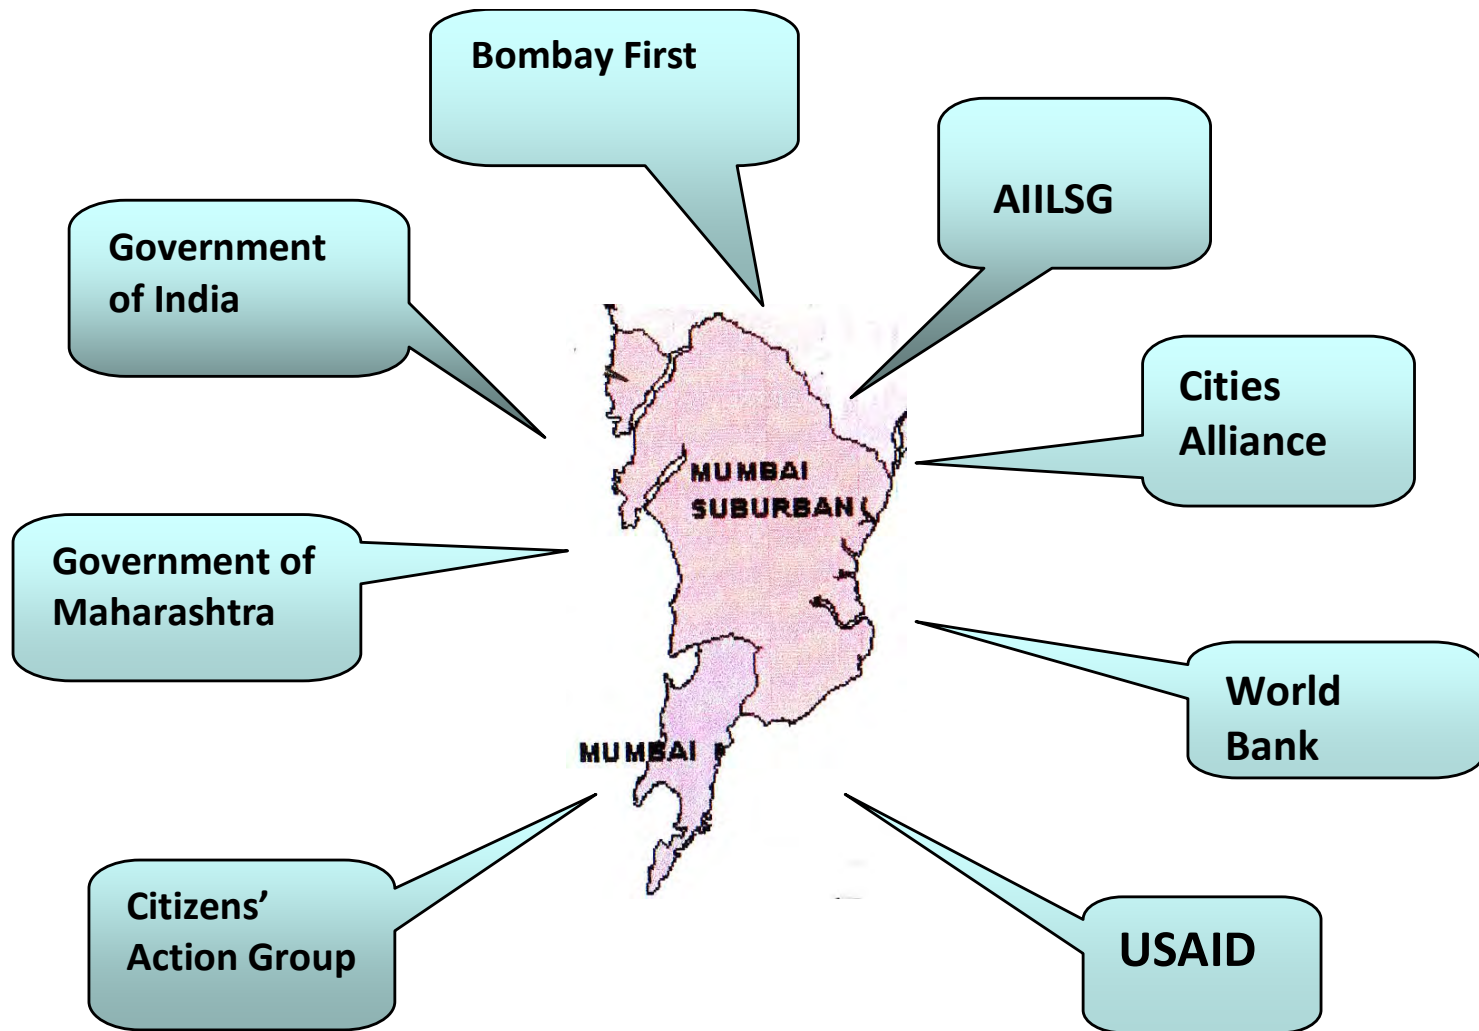 Bombay First
AIILSG
Government
of India
Cities
Alliance
MUMBAI
SUBURBAN
Government of
Maharashtra
World
Bank
MUMBAI
Citizens’
Action Group
USAID